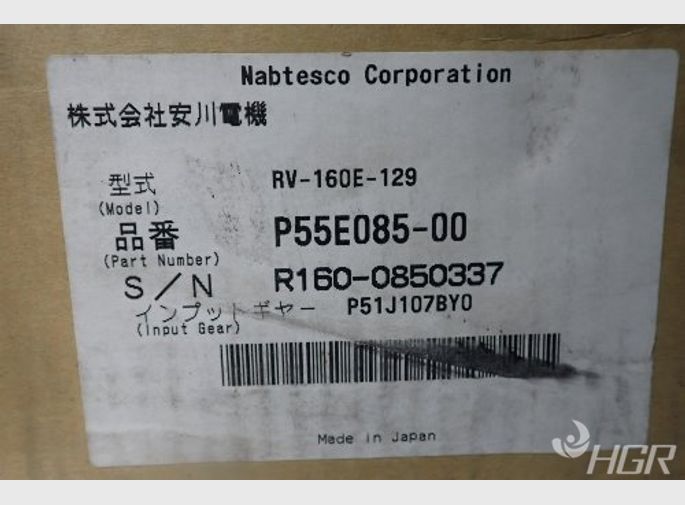 Nabtesco Corporation
株式会社安川電機
型式 RV-160E-129
(Model)
品番 P55E085-00
(Part Number)
S/N R160-0850337
インプットギヤー P51J107BY0
(Input Gear)
Made in Japan
HGR